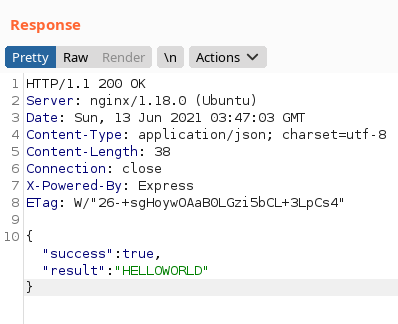 Response
Pretty Raw Render \n Actions
1 HTTP/1.1 200 OK
2 Server: nginx/1.18.0 (Ubuntu)
3 Date: Sun, 13 Jun 2021 03:47:03 GMT
4 Content-Type: application/json; charset=utf-8
5 Content-Length: 38
6 Connection: close
7 X-Powered-By: Express
8 ETag: W/"26-+sgHoywOAaB0LGzi5bCL+3LpCs4"
9
10 {
"success":true,
"result":"HELLOWORLD"
}